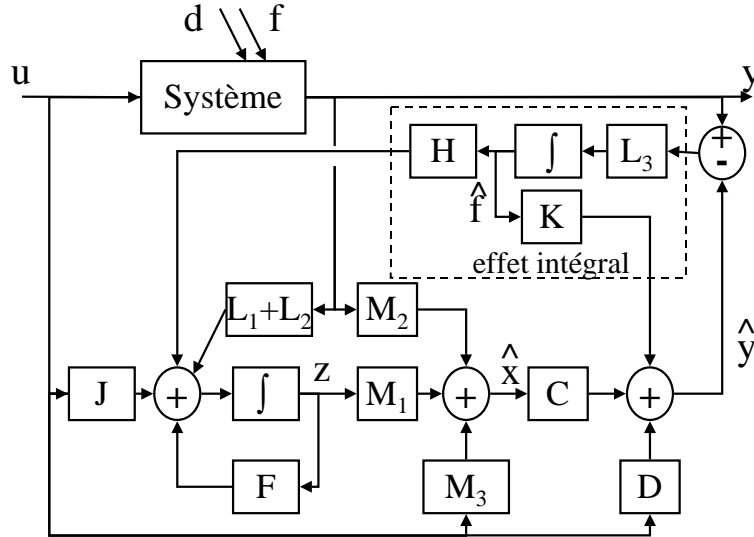 d f
u
Système
y
H
∫
L₃
+
-
f̂
K
effet intégral
L₁+L₂
M₂
ŷ
J
+
∫
z
M₁
+
x̂
C
+
F
M₃
D